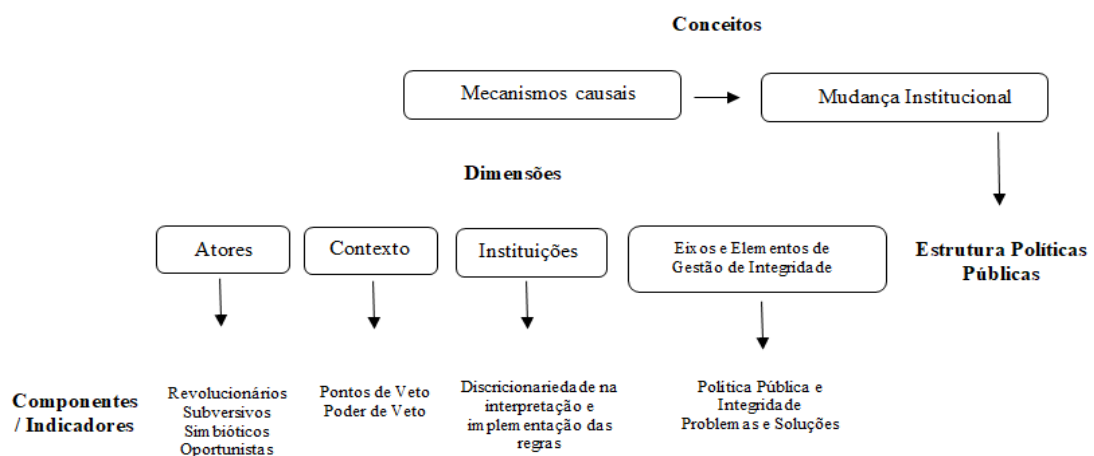 Conceitos
Mecanismos causais
Mudança Institucional
Dimensões
Atores
Contexto
Instituições
Eixos e Elementos de
Gestão de Integridade
Estrutura Políticas
Públicas
Componentes
/ Indicadores
Revolucionários
Subversivos
Simbióticos
Oportunistas
Pontos de Veto
Poder de Veto
Discricionariedade na
interpretação e
implementação das
regras
Política Pública e
Integridade
Problemas e Soluções